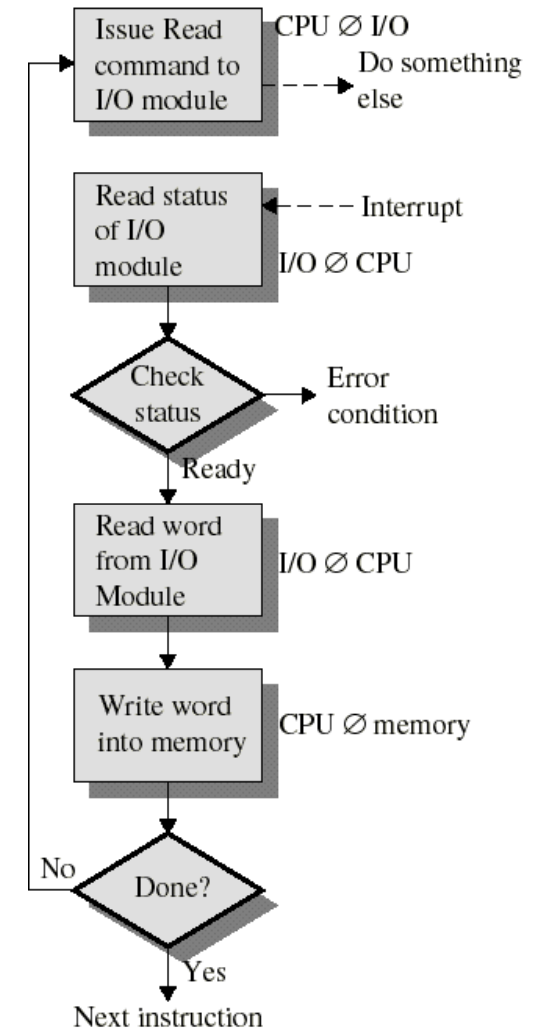 Issue Read
command to
I/O module
CPU ∅ I/O
Do something
else
Read status
of I/O
module
Interrupt
I/O ∅ CPU
Check
status
Error
condition
Ready
Read word
from I/O
Module
I/O ∅ CPU
Write word
into memory
CPU ∅ memory
No
Done?
Yes
Next instruction